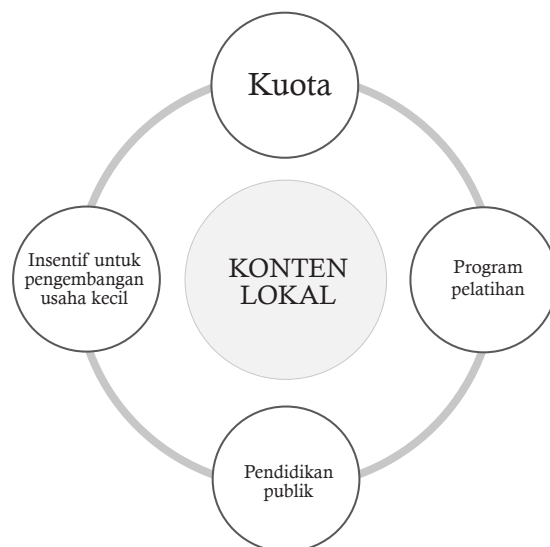 Kuota
Insentif untuk
pengembangan
usaha kecil
KONTEN
LOKAL
Program
pelatihan
Pendidikan
publik